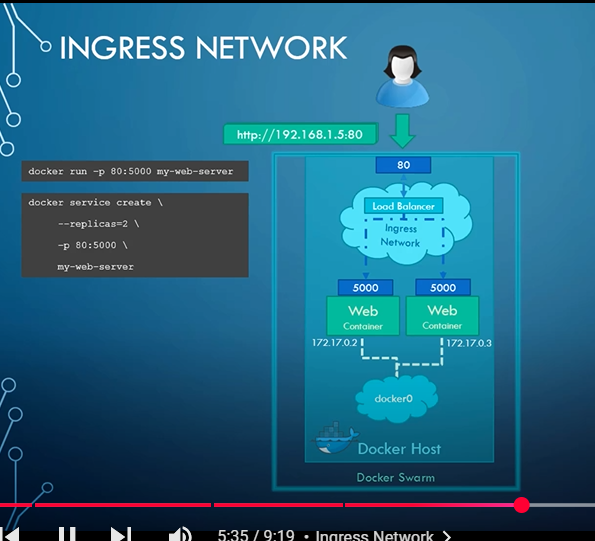 INGRESS NETWORK
http://192.168.1.5:80
docker run -p 80:5000 my-web-server
docker service create \
--replicas=2 \
-p 80:5000 \
my-web-server
80
Load Balancer
Ingress
Network
5000
5000
Web
Container
Web
Container
172.17.0.2
172.17.0.3
docker0
Docker Host
Docker Swarm
5:35 / 9:19 • Ingress Network >